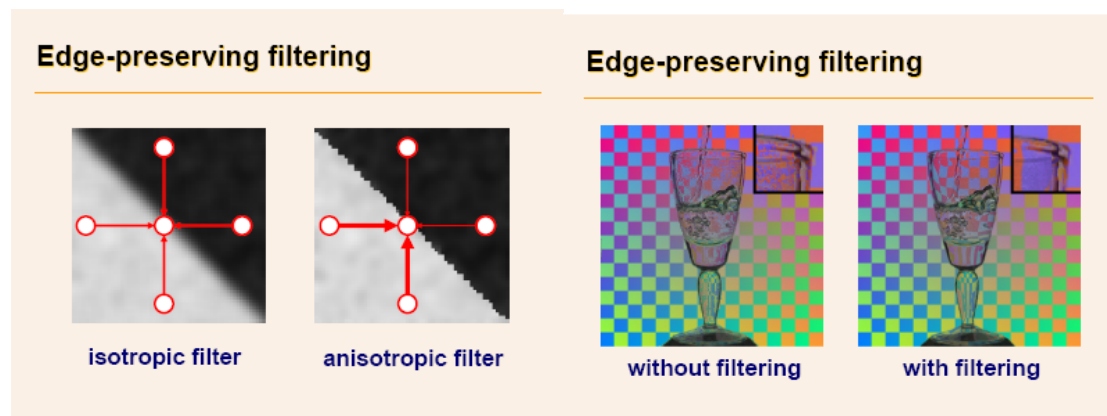 Edge-preserving filtering
isotropic filter
anisotropic filter
Edge-preserving filtering
without filtering
with filtering